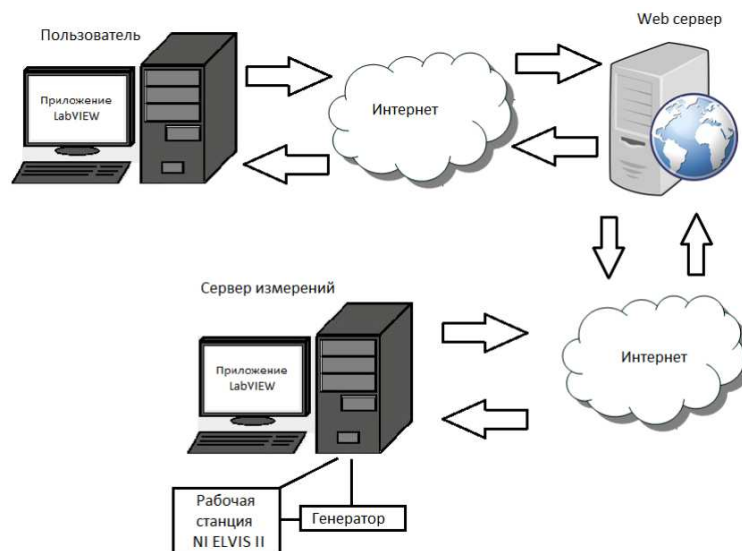 Web сервер
Пользователь
Приложение
LabVIEW
Интернет
Сервер измерений
Приложение
LabVIEW
Интернет
Рабочая
станция
NI ELVIS II
Генератор